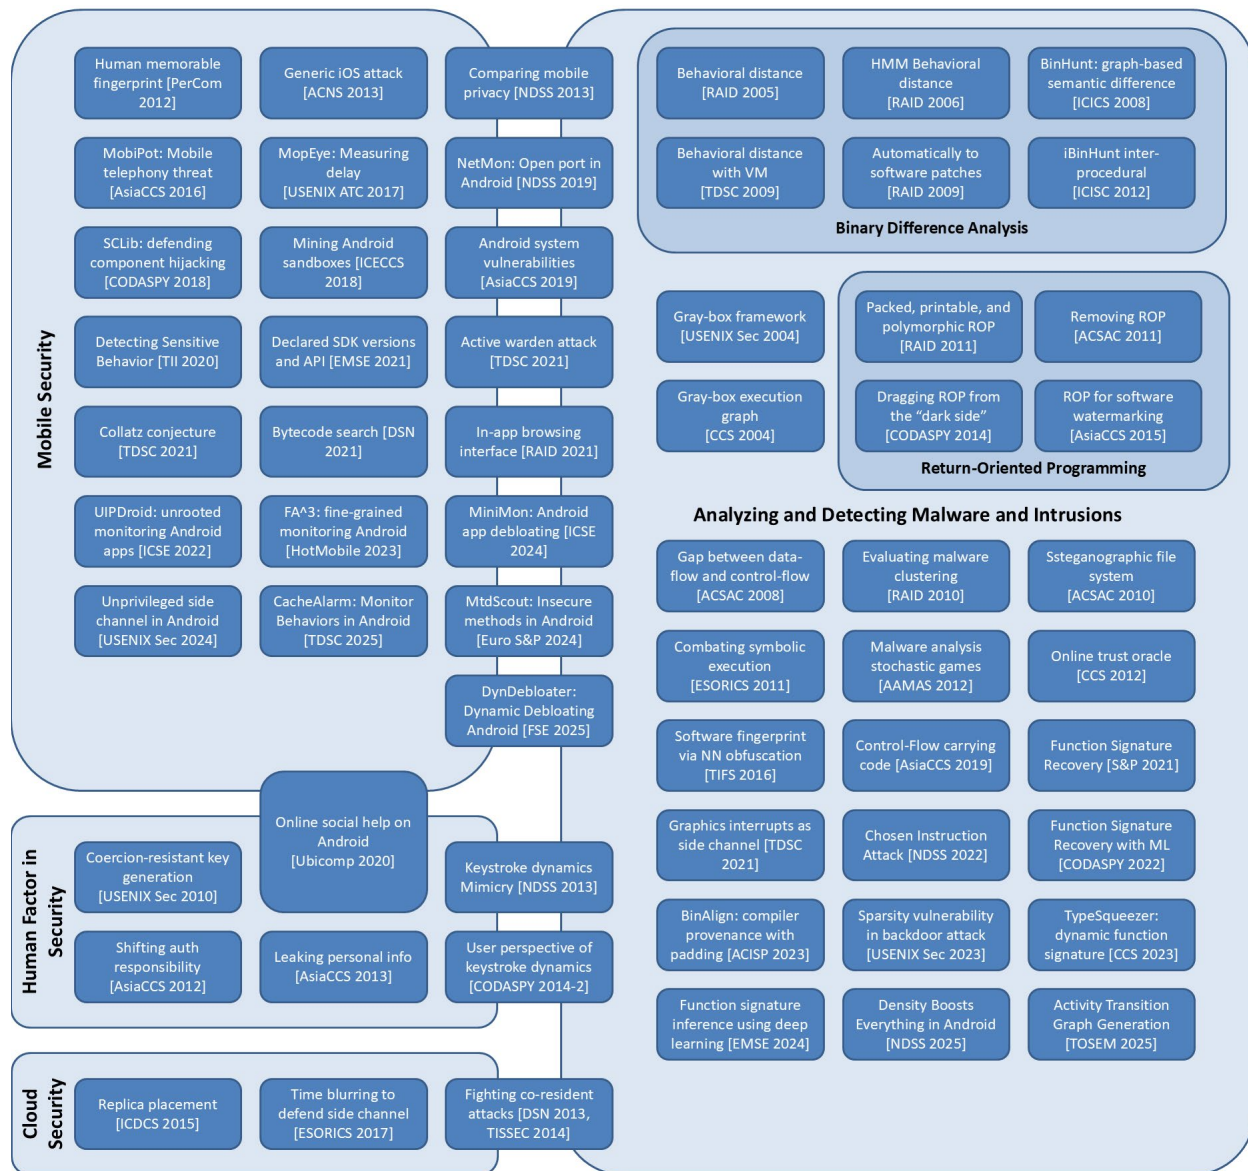 Mobile Security
Human memorable
fingerprint [PerCom
2012]
Generic iOS attack
[ACNS 2013]
Comparing mobile
privacy [NDSS 2013]
MobiPot: Mobile
telephony threat
[AsiaCCS 2016]
MopEye: Measuring
delay
[USENIX ATC 2017]
NetMon: Open port in
Android [NDSS 2019]
SCLib: defending
component hijacking
[CODASPY 2018]
Mining Android
sandboxes [ICECCS
2018]
Android system
vulnerabilities
[AsiaCCS 2019]
Detecting Sensitive
Behavior [TII 2020]
Declared SDK versions
and API [EMSE 2021]
Active warden attack
[TDSC 2021]
Collatz conjecture
[TDSC 2021]
Bytecode search [DSN
2021]
In-app browsing
interface [RAID 2021]
UIPDroid: unrooted
monitoring Android
apps [ICSE 2022]
FA^3: fine-grained
monitoring Android
[HotMobile 2023]
MiniMon: Android
app debloating [ICSE
2024]
Unprivileged side
channel in Android
[USENIX Sec 2024]
CacheAlarm: Monitor
Behaviors in Android
[TDSC 2025]
MtdScout: Insecure
methods in Android
[Euro S&P 2024]
DynDebloater:
Dynamic Debloating
Android [FSE 2025]
Online social help on
Android
[Ubicomp 2020]
Human Factor in
Security
Coercion-resistant key
generation
[USENIX Sec 2010]
Keystroke dynamics
Mimicry [NDSS 2013]
Shifting auth
responsibility
[AsiaCCS 2012]
Leaking personal info
[AsiaCCS 2013]
User perspective of
keystroke dynamics
[CODASPY 2014-2]
Cloud
Security
Replica placement
[ICDCS 2015]
Time blurring to
defend side channel
[ESORICS 2017]
Fighting co-resident
attacks [DSN 2013,
TISSEC 2014]
Behavioral distance
[RAID 2005]
HMM Behavioral
distance
[RAID 2006]
BinHunt: graph-based
semantic difference
[ICICS 2008]
Behavioral distance
with VM
[TDSC 2009]
Automatically to
software patches
[RAID 2009]
iBinHunt inter-
procedural
[ICISC 2012]
Binary Difference Analysis
Gray-box framework
[USENIX Sec 2004]
Packed, printable, and
polymorphic ROP
[RAID 2011]
Removing ROP
[ACSAC 2011]
Gray-box execution
graph
[CCS 2004]
Dragging ROP from
the “dark side”
[CODASPY 2014]
ROP for software
watermarking
[AsiaCCS 2015]
Return-Oriented Programming
Analyzing and Detecting Malware and Intrusions
Gap between data-
flow and control-flow
[ACSAC 2008]
Evaluating malware
clustering
[RAID 2010]
Ssteganographic file
system
[ACSAC 2010]
Combating symbolic
execution
[ESORICS 2011]
Malware analysis
stochastic games
[AAMAS 2012]
Online trust oracle
[CCS 2012]
Software fingerprint
via NN obfuscation
[TIFS 2016]
Control-Flow carrying
code [AsiaCCS 2019]
Function Signature
Recovery [S&P 2021]
Graphics interrupts as
side channel [TDSC
2021]
Chosen Instruction
Attack [NDSS 2022]
Function Signature
Recovery with ML
[CODASPY 2022]
BinAlign: compiler
provenance with
padding [ACISP 2023]
Sparsity vulnerability
in backdoor attack
[USENIX Sec 2023]
TypeSqueezer:
dynamic function
signature [CCS 2023]
Function signature
inference using deep
learning [EMSE 2024]
Density Boosts
Everything in Android
[NDSS 2025]
Activity Transition
Graph Generation
[TOSEM 2025]